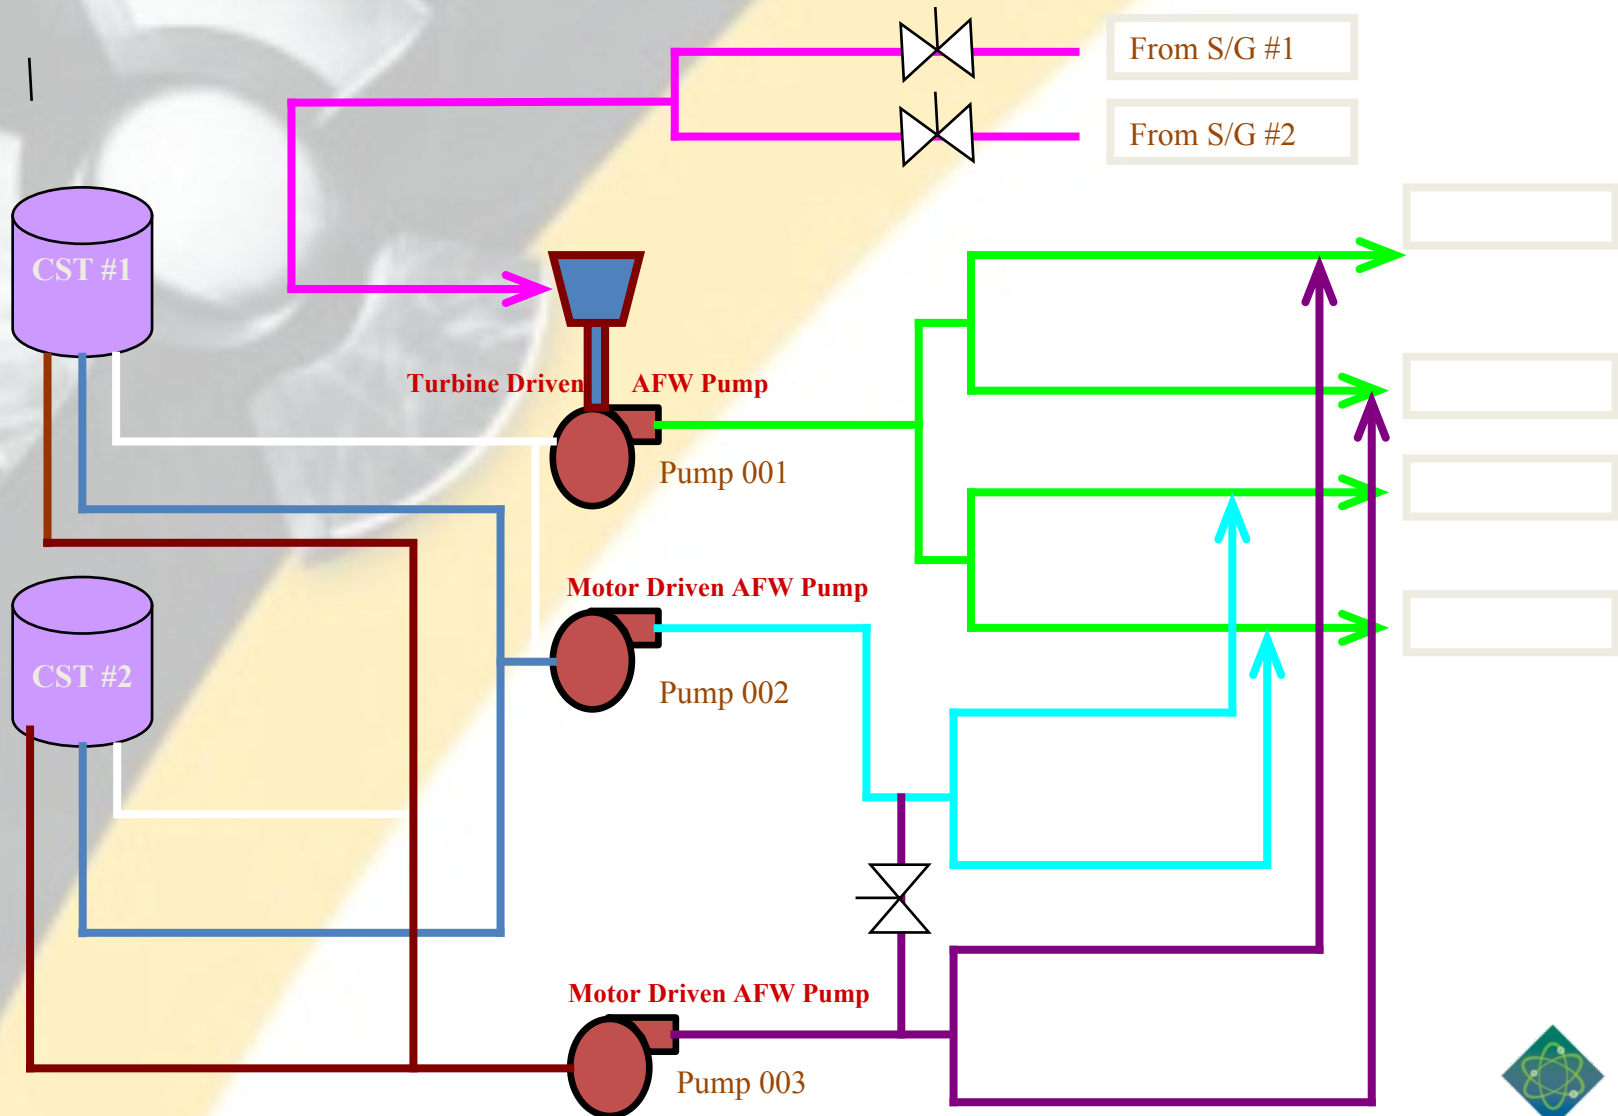 From S/G #1
From S/G #2
CST #1
Turbine Driven AFW Pump
Pump 001
Motor Driven AFW Pump
CST #2
Pump 002
Motor Driven AFW Pump
Pump 003